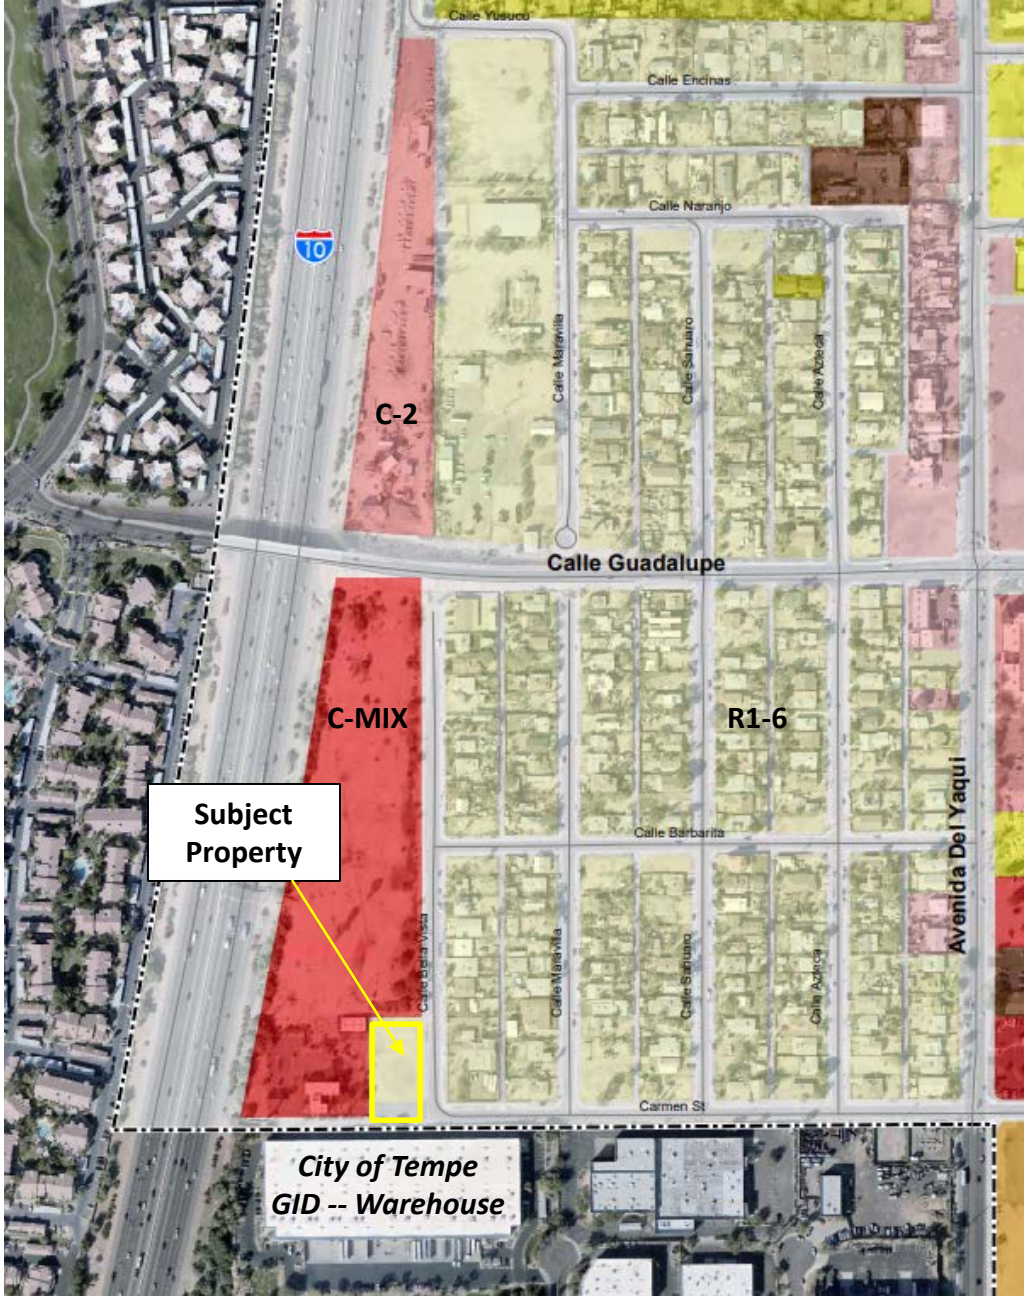 Calle Yusucu
Calle Encinas
Calle Naranjo
10
Calle Maravilla
Calle Sahuaro
Calle Azteca
C-2
Calle Guadalupe
C-MIX
R1-6
Subject
Property
Calle Barbarita
Avenida Del Yaqui
Calle Bella Vista
Calle Maravilla
Calle Sahuaro
Calle Azteca
Carmen St
City of Tempe
GID -- Warehouse